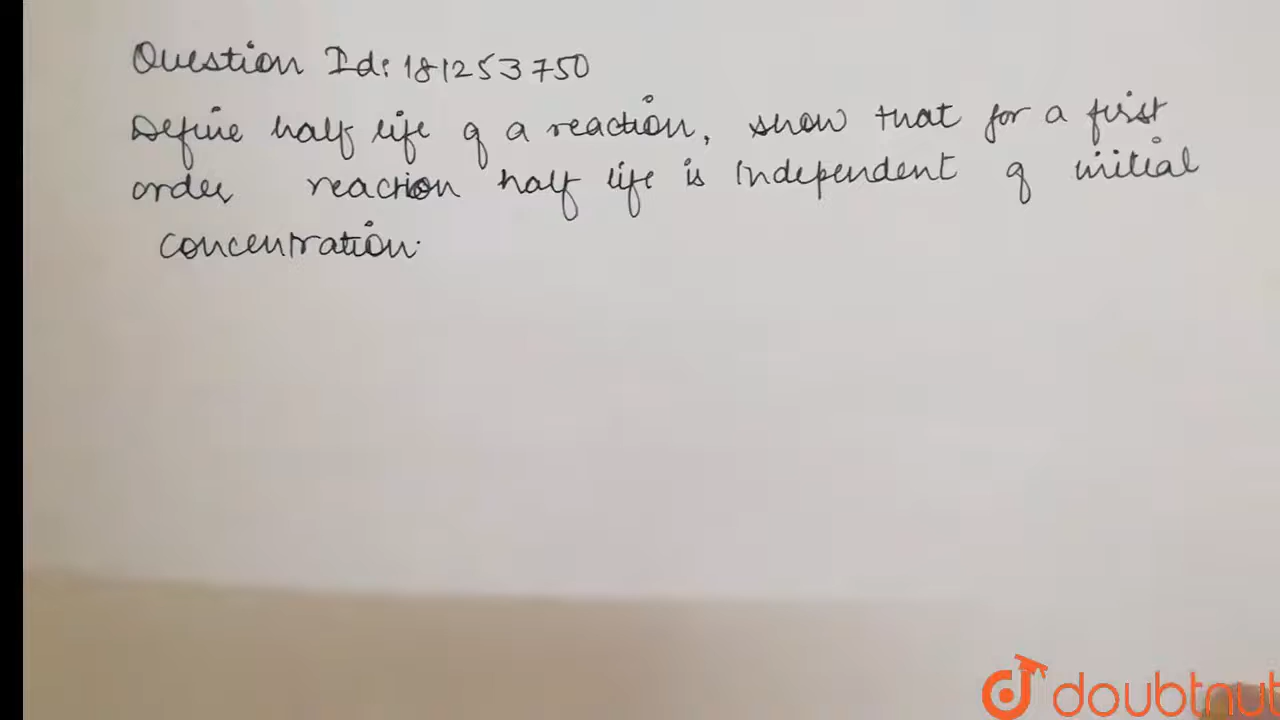 Question Id: 181253750
Define half life of a reaction, show that for a first
order reaction half life is independent of initial
concentration.
doubtnut